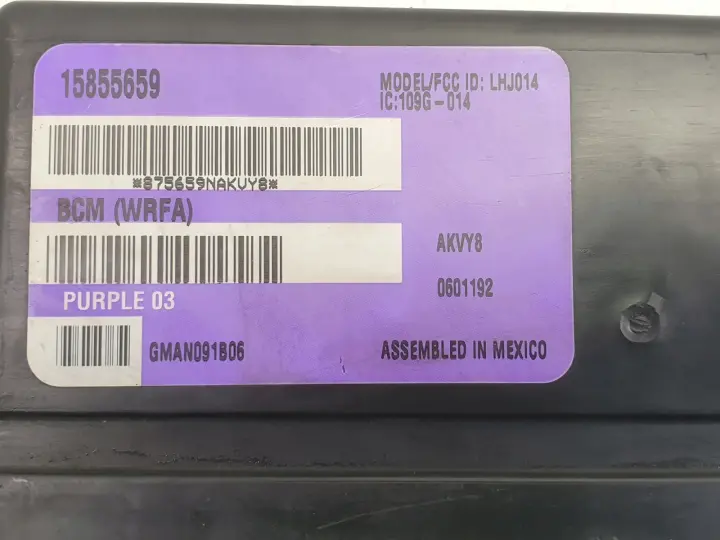 15855659
MODEL/FCC ID: LHJ014
IC:109G-014
*875659NAKVY8*
BCM (WRFA)
AKVY8
0601192
PURPLE 03
GMAN091B06
ASSEMBLED IN MEXICO